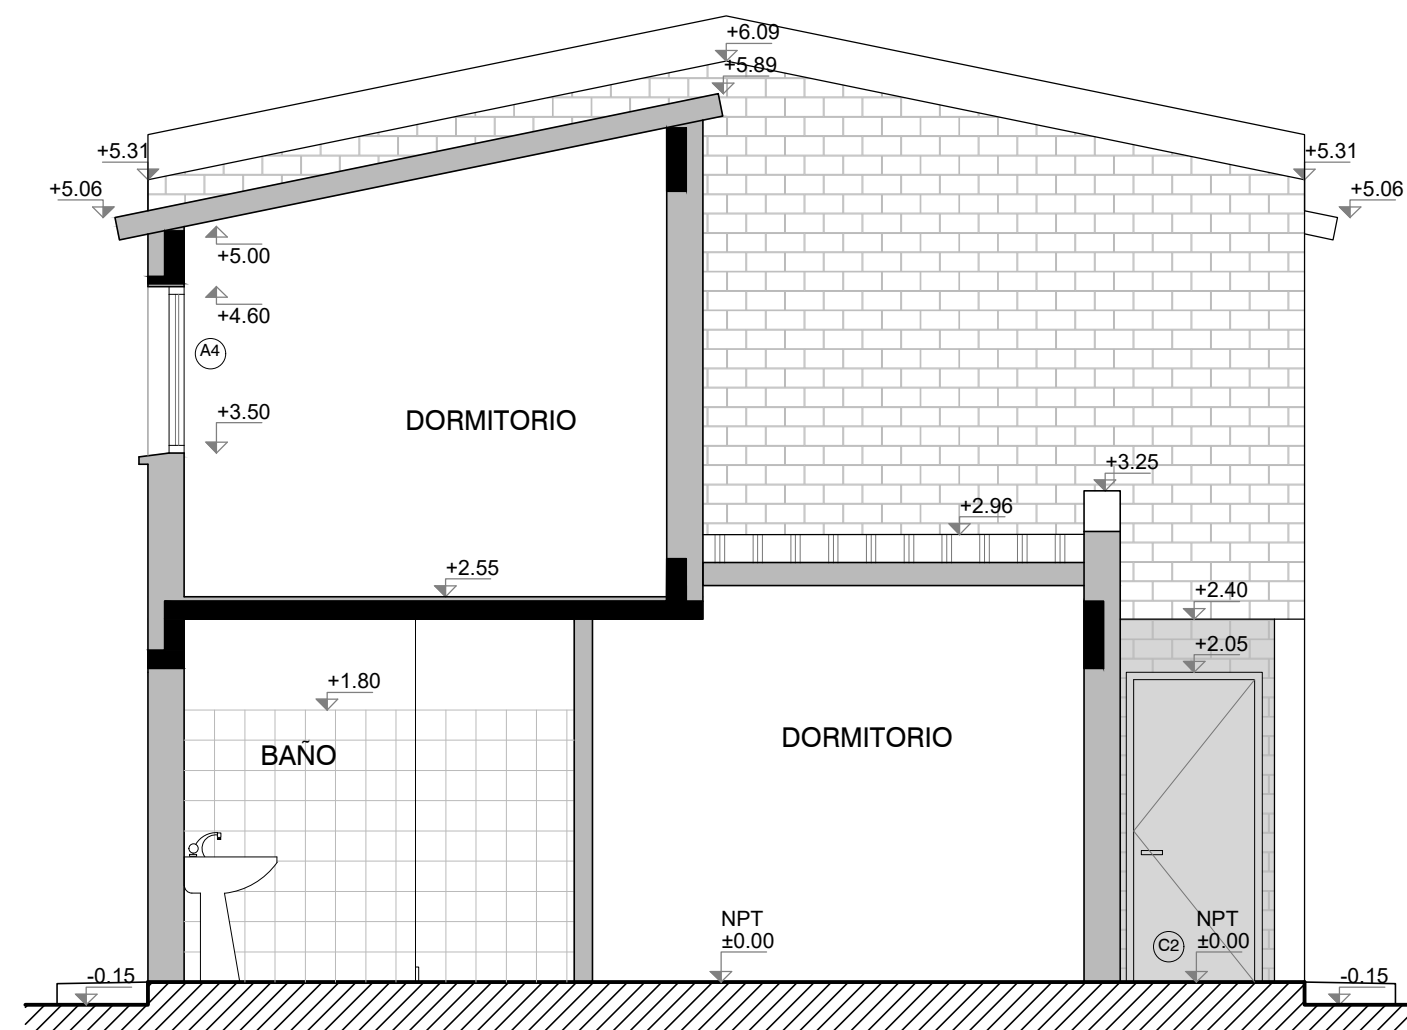 +6.09
+5.89
+5.31
+5.31
+5.06
+5.06
+5.00
+4.60
A4
+3.50
DORMITORIO
+3.25
+2.96
+2.55
+2.40
+2.05
+1.80
DORMITORIO
BAÑO
NPT
±0.00
C2
NPT
±0.00
-0.15
-0.15